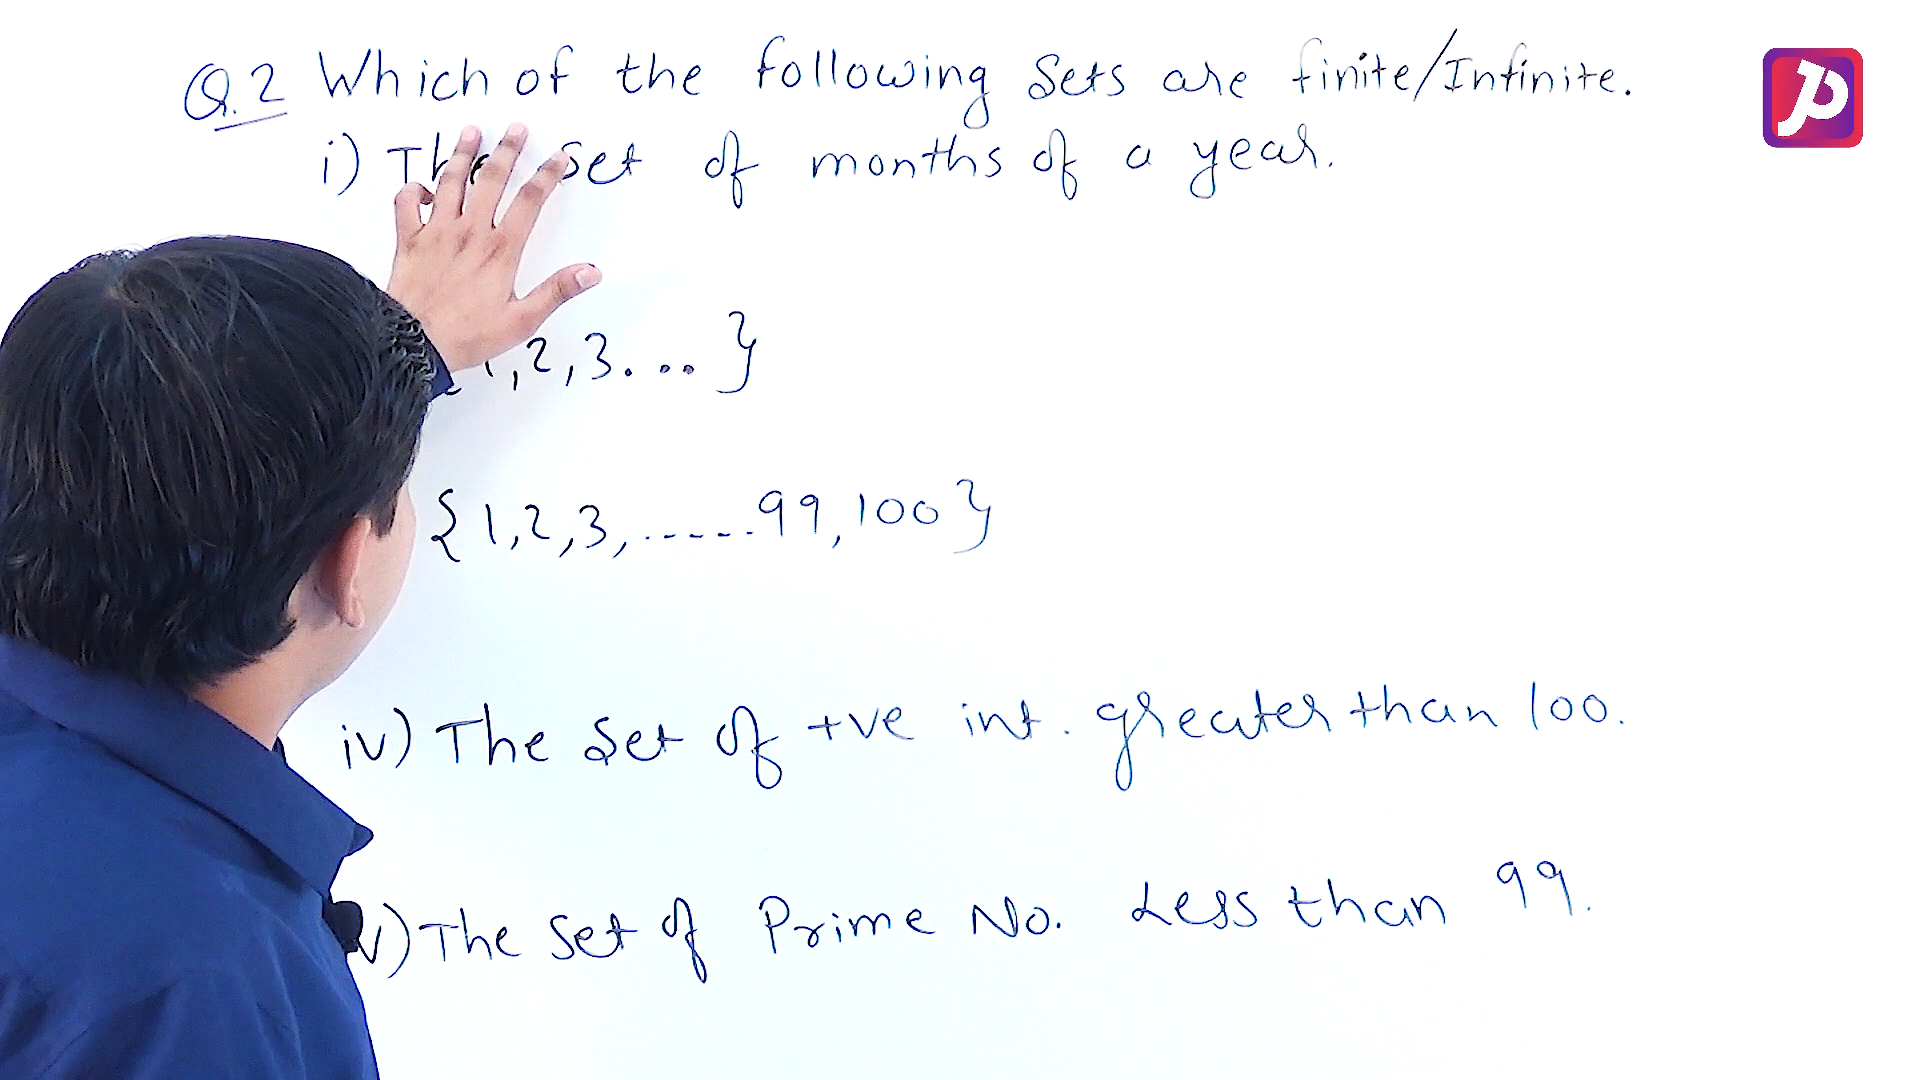 Q.2 Which of the following Sets are finite/Infinite.
i) The Set of months of a year.
1,2,3... }
{1,2,3,......99,100}
iv) The Set of +ve int. greater than 100.
v) The Set of Prime No. Less than 99.